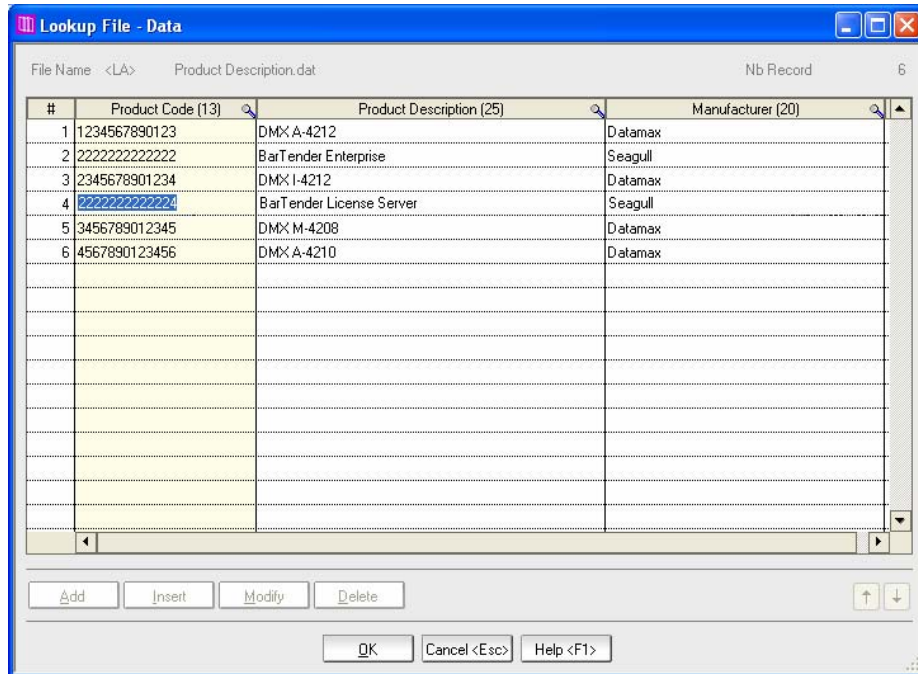 Lookup File - Data
File Name <LA> Product Description.dat Nb Record 6
# Product Code (13) Product Description (25) Manufacturer (20)
1 1234567890123 DMX A-4212 Datamax
2 2222222222222 BarTender Enterprise Seagull
3 2345678901234 DMX I-4212 Datamax
4 2222222222224 BarTender License Server Seagull
5 3456789012345 DMX M-4208 Datamax
6 4567890123456 DMX A-4210 Datamax
Add Insert Modify Delete
OK Cancel <Esc> Help <F1>